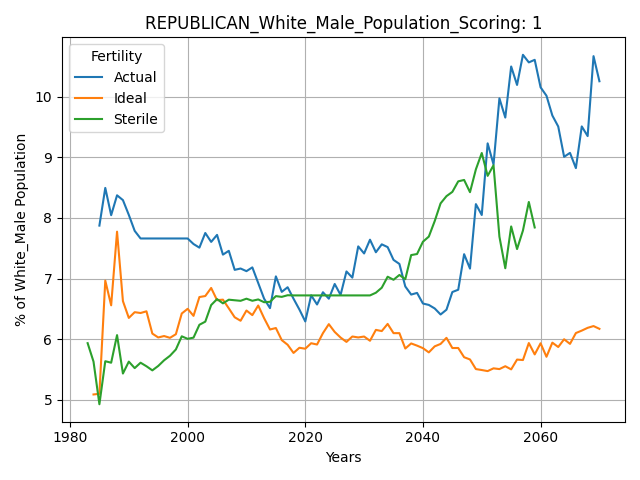 REPUBLICAN_White_Male_Population_Scoring: 1
Fertility
Actual
Ideal
Sterile
% of White_Male Population
10
9
8
7
6
5
1980
2000
2020
2040
2060
Years